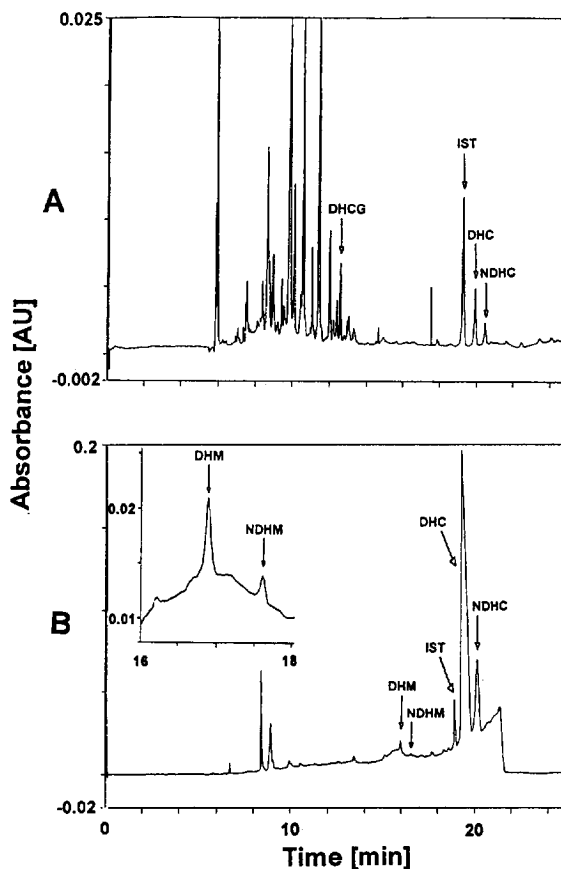 0.025
IST
A
DHCG
DHC
NDHC
-0.002
Absorbance [AU]
0.2
DHM
0.02
NDHM
DHC
0.01
NDHC
B
16
18
IST
DHM
NDHM
-0.02
0
10
20
Time [min]